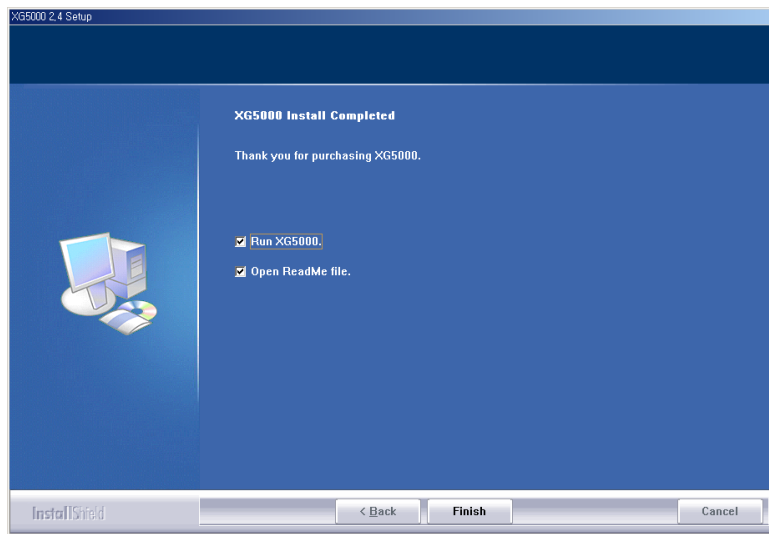 XG5000 2,4 Setup
XG5000 Install Completed
Thank you for purchasing XG5000.
Run XG5000.
Open ReadMe file.
InstallShield
< Back
Finish
Cancel